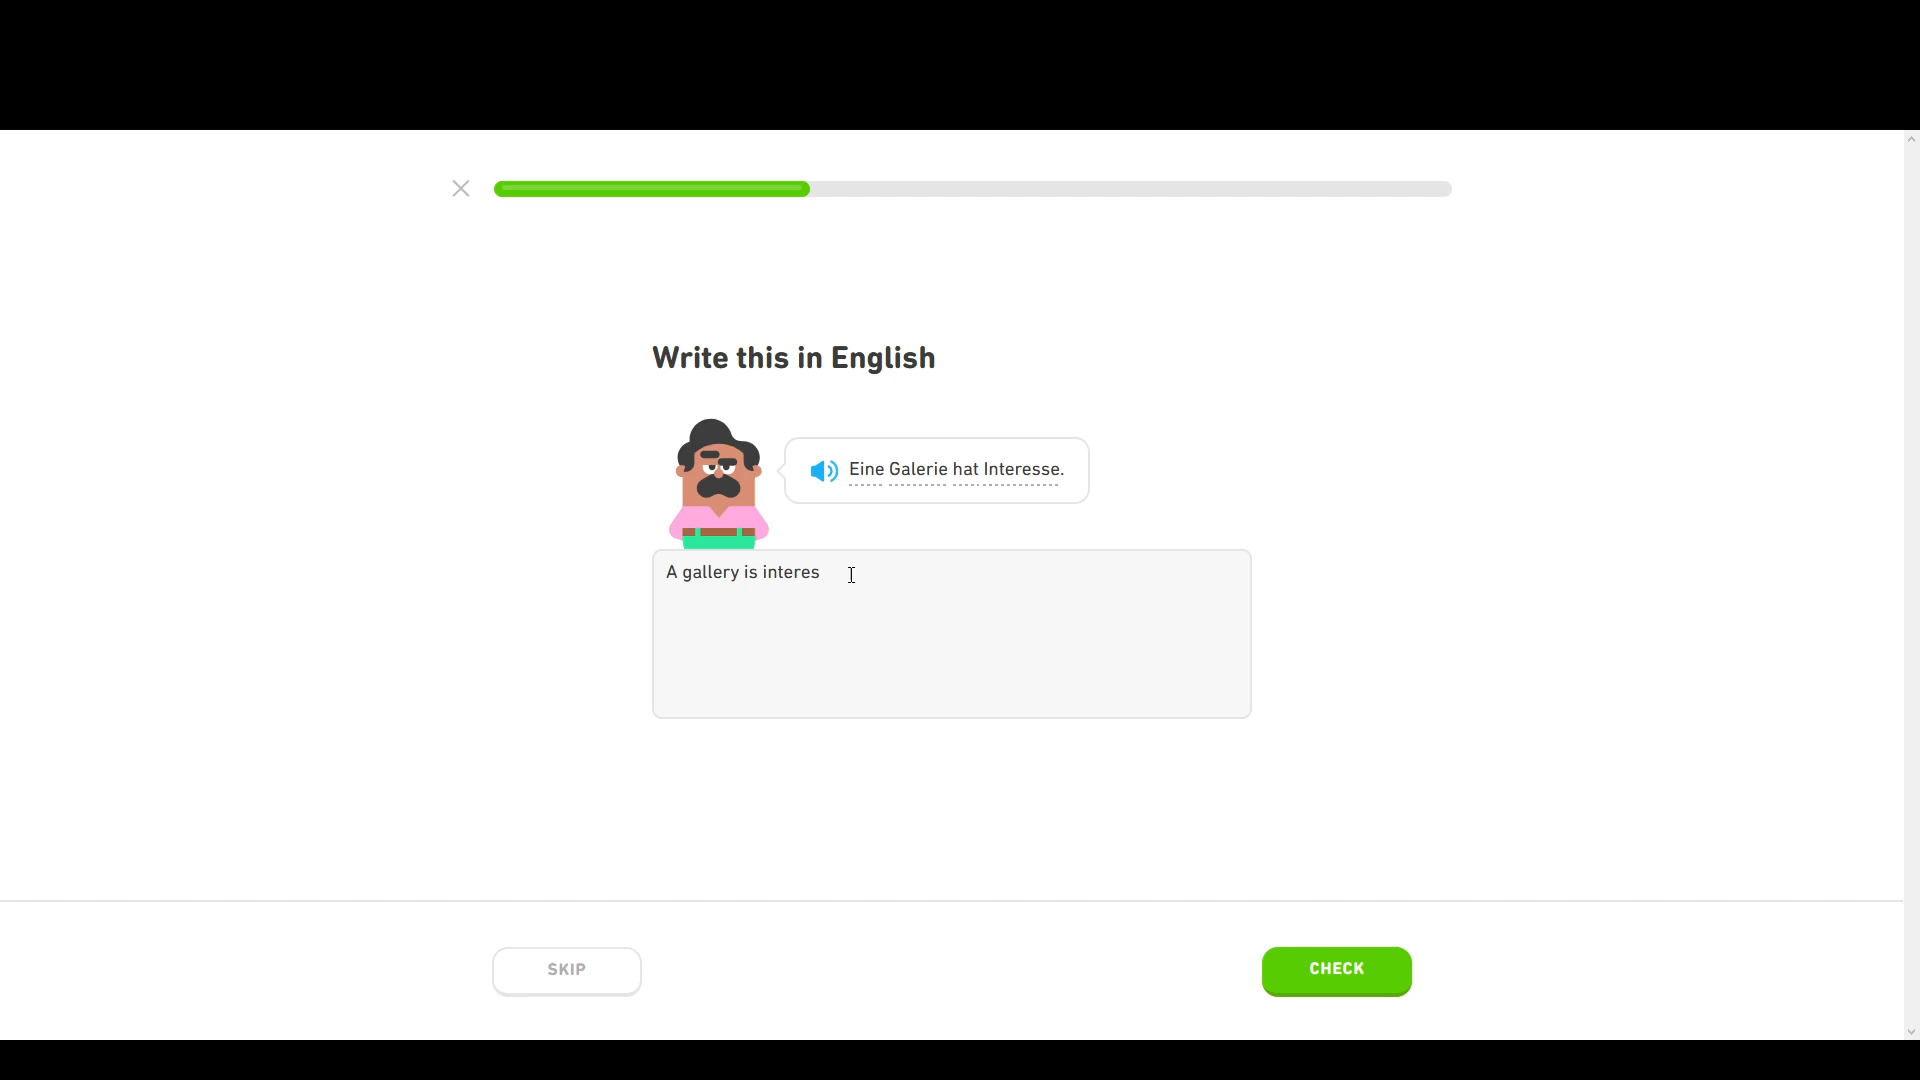 Write this in English
Eine Galerie hat Interesse.
A gallery is interes
SKIP
CHECK